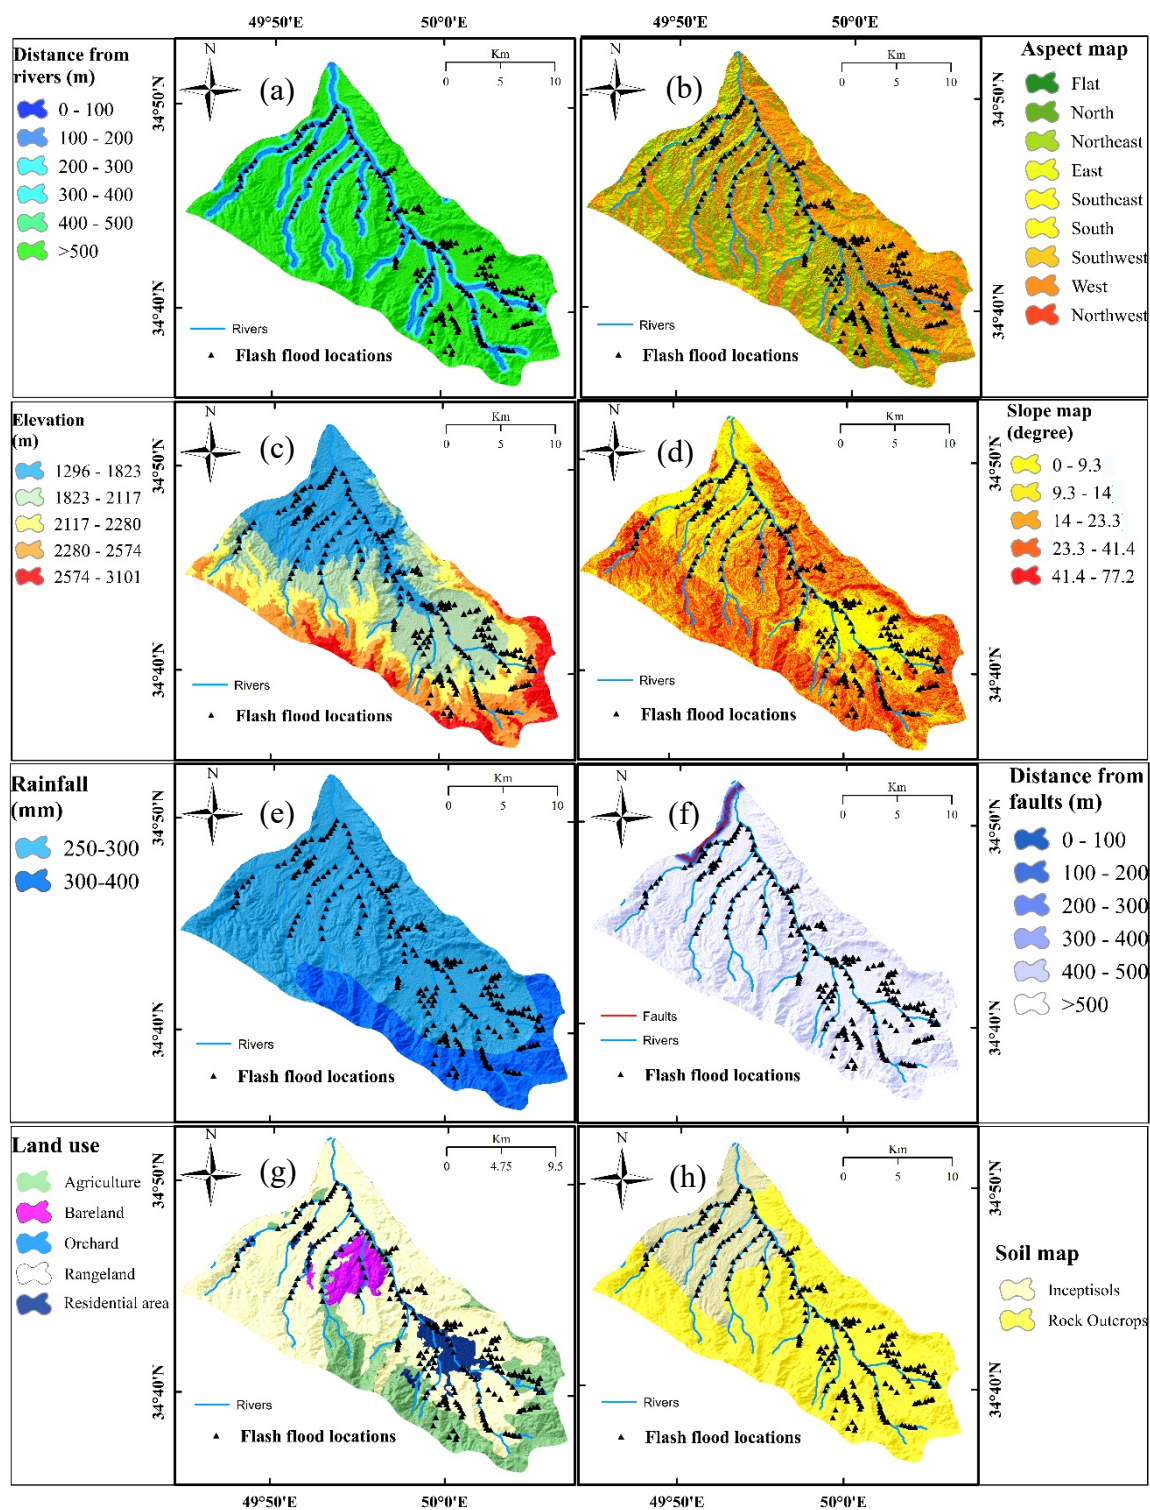 49°50'E 50°0'E 49°50'E 50°0'E
Distance from
rivers (m)
0 - 100
100 - 200
200 - 300
300 - 400
400 - 500
>500
34°50'N
34°40'N
N
(a)
Km
0 5 10
Rivers
Flash flood locations
N
(b)
Km
0 5 10
Rivers
Flash flood locations
34°50'N
34°40'N
Aspect map
Flat
North
Northeast
East
Southeast
South
Southwest
West
Northwest
Elevation
(m)
1296 - 1823
1823 - 2117
2117 - 2280
2280 - 2574
2574 - 3101
34°50'N
34°40'N
N
(c)
Km
0 5 10
Rivers
Flash flood locations
N
(d)
Km
0 5 10
Rivers
Flash flood locations
34°50'N
34°40'N
Slope map
(degree)
0 - 9.3
9.3 - 14
14 - 23.3
23.3 - 41.4
41.4 - 77.2
Rainfall
(mm)
250-300
300-400
34°50'N
34°40'N
N
(e)
Km
0 5 10
Rivers
Flash flood locations
N
(f)
Km
0 5 10
Faults
Rivers
Flash flood locations
34°50'N
34°40'N
Distance from
faults (m)
0 - 100
100 - 200
200 - 300
300 - 400
400 - 500
>500
Land use
Agriculture
Bareland
Orchard
Rangeland
Residential area
34°50'N
34°40'N
N
(g)
Km
0 4.75 9.5
Rivers
Flash flood locations
N
(h)
Km
0 5 10
Rivers
Flash flood locations
34°50'N
34°40'N
Soil map
Inceptisols
Rock Outcrops
49°50'E 50°0'E 49°50'E 50°0'E